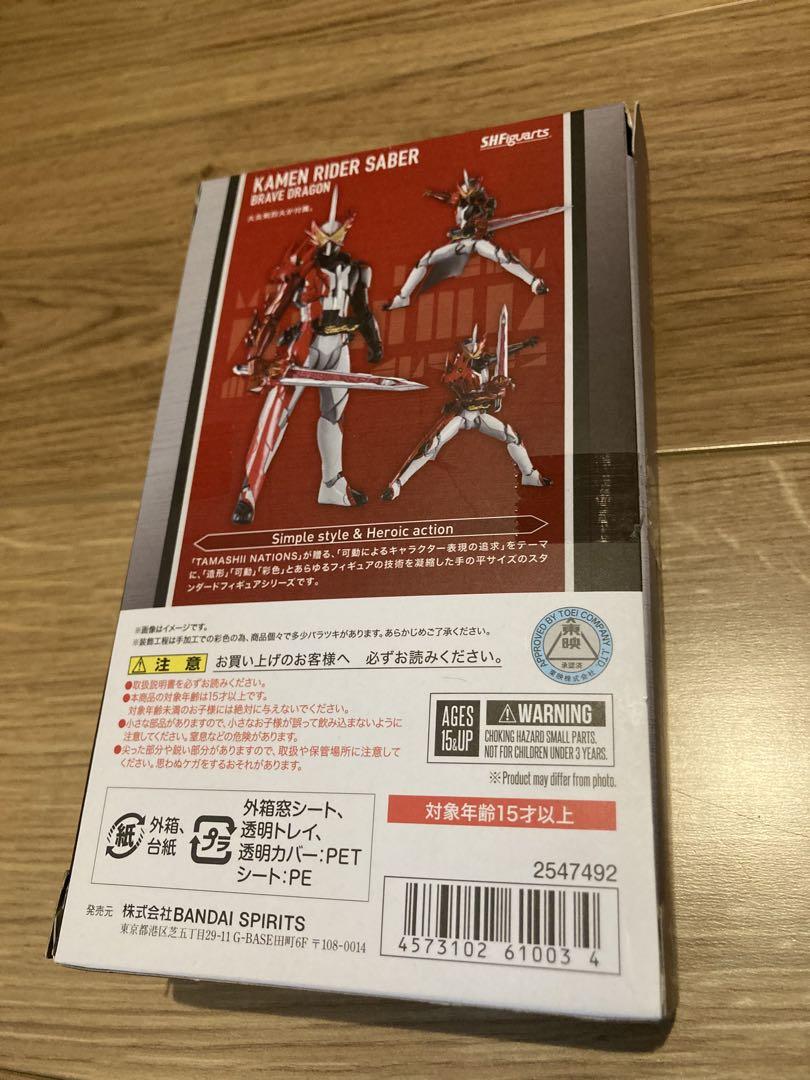 SHFiguarts
KAMEN RIDER SABER
BRAVE DRAGON
火炎剣烈火が付属。
Simple style & Heroic action
「TAMASHII NATIONS」が贈る、「可動によるキャラクター表現の追求」をテーマ
に、「造形」「可動」「彩色」とあらゆるフィギュアの技術を凝縮した手の平サイズのスタ
ンダードフィギュアシリーズです。
※画像はイメージです。
※装飾工程は手加工での彩色の為、商品個々で多少バラツキがあります。あらかじめご了承ください。
注意 お買い上げのお客様へ 必ずお読みください。
●取扱説明書を必ずお読みください。
●本商品の対象年齢は15才以上です。
対象年齢未満のお子様には絶対に与えないでください。
●小さな部品がありますので、小さなお子様が誤って飲み込まないように
注意してください。窒息などの危険があります。
●尖った部分や鋭い部分がありますので、取扱や保管場所に注意して
ください。思わぬケガをするおそれがあります。
APPROVED BY TOEI COMPANY, LTD
東映
承認済
東映株式会社
AGES
15&UP
WARNING
CHOKING HAZARD SMALL PARTS.
NOT FOR CHILDREN UNDER 3 YEARS.
※Product may differ from photo.
対象年齢15才以上
紙
外箱、
台紙
プラ
外箱窓シート、
透明トレイ、
透明カバー:PET
シート:PE
2547492
4573102 61003 4
発売元 株式会社BANDAI SPIRITS
東京都港区芝五丁目29-11 G-BASE田町6F 〒108-0014